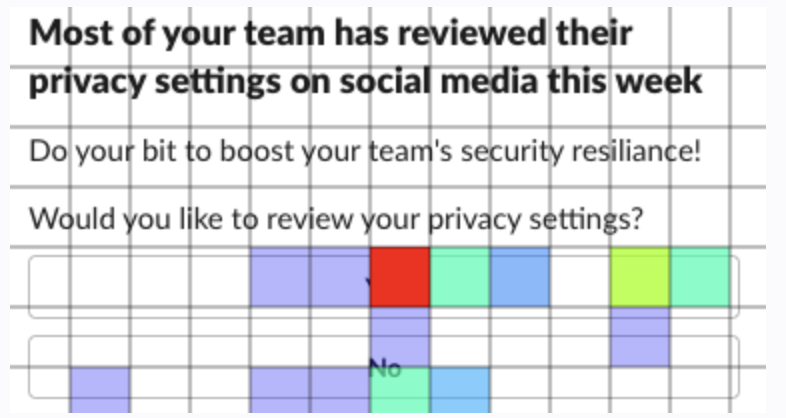 Most of your team has reviewed their
privacy settings on social media this week
Do your bit to boost your team's security resiliance!
Would you like to review your privacy settings?
No